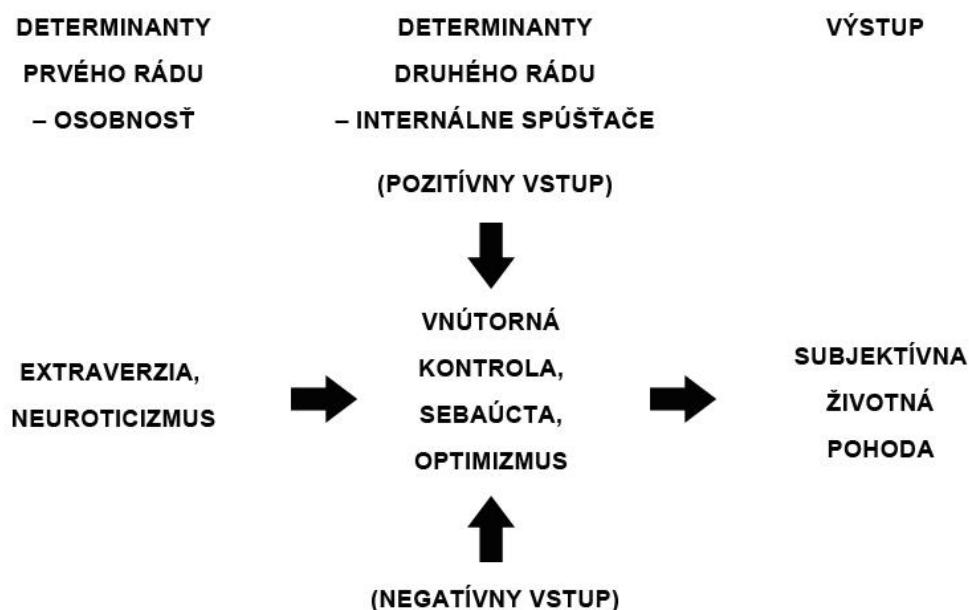 DETERMINANTY
PRVÉHO RÁDU
– OSOBNOSŤ
DETERMINANTY
DRUHÉHO RÁDU
– INTERNÁLNE SPÚŠŤAČE
(POZITÍVNY VSTUP)
VÝSTUP
EXTRAVERZIA,
NEUROTICIZMUS
VNÚTORNÁ
KONTROLA,
SEBAÚCTA,
OPTIMIZMUS
SUBJEKTÍVNA
ŽIVOTNÁ
POHODA
(NEGATÍVNY VSTUP)